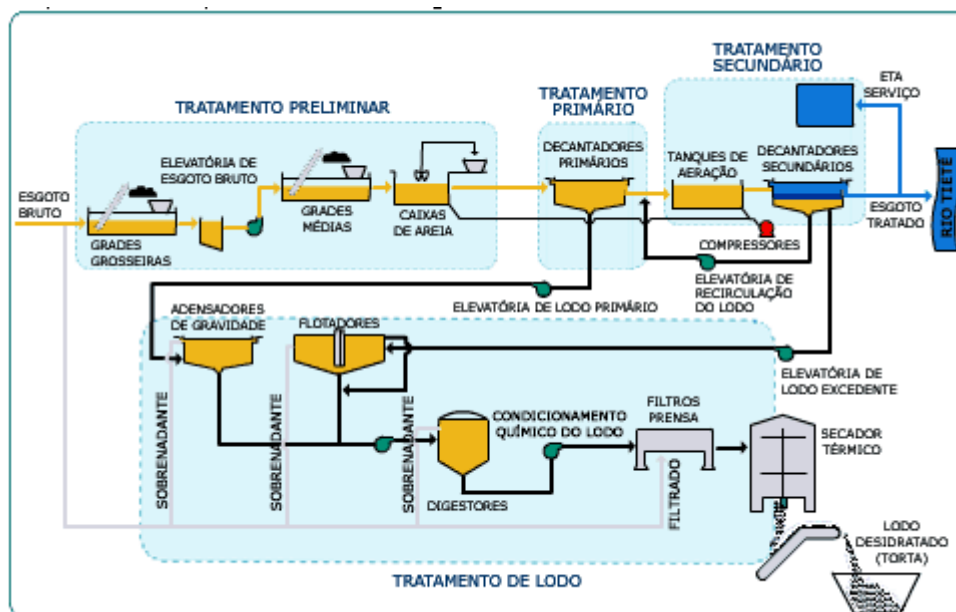 TRATAMENTO
SECUNDÁRIO
ETA
SERVIÇO
TRATAMENTO PRELIMINAR
TRATAMENTO
PRIMÁRIO
ELEVATÓRIA DE
ESGOTO BRUTO
DECANTADORES
PRIMÁRIOS
TANQUES DE
AERAÇÃO
DECANTADORES
SECUNDÁRIOS
ESGOTO
BRUTO
GRADES
GROSSEIRAS
GRADES
MÉDIAS
CAIXAS
DE AREIA
COMPRESSORES
ESGOTO
TRATADO
RIO TIETÊ
ELEVATÓRIA DE LODO PRIMÁRIO
ELEVATÓRIA DE
RECIRCULAÇÃO
DO LODO
ADENSADORES
DE GRAVIDADE
FLOTADORES
ELEVATÓRIA DE
LODO EXCEDENTE
SOBRENADANTE
SOBRENADANTE
SOBRENADANTE
CONDICIONAMENTO
QUÍMICO DO LODO
DIGESTORES
FILTROS
PRENSA
FILTRADO
SECADOR
TÉRMICO
LODO
DESIDRATADO
(TORTA)
TRATAMENTO DE LODO